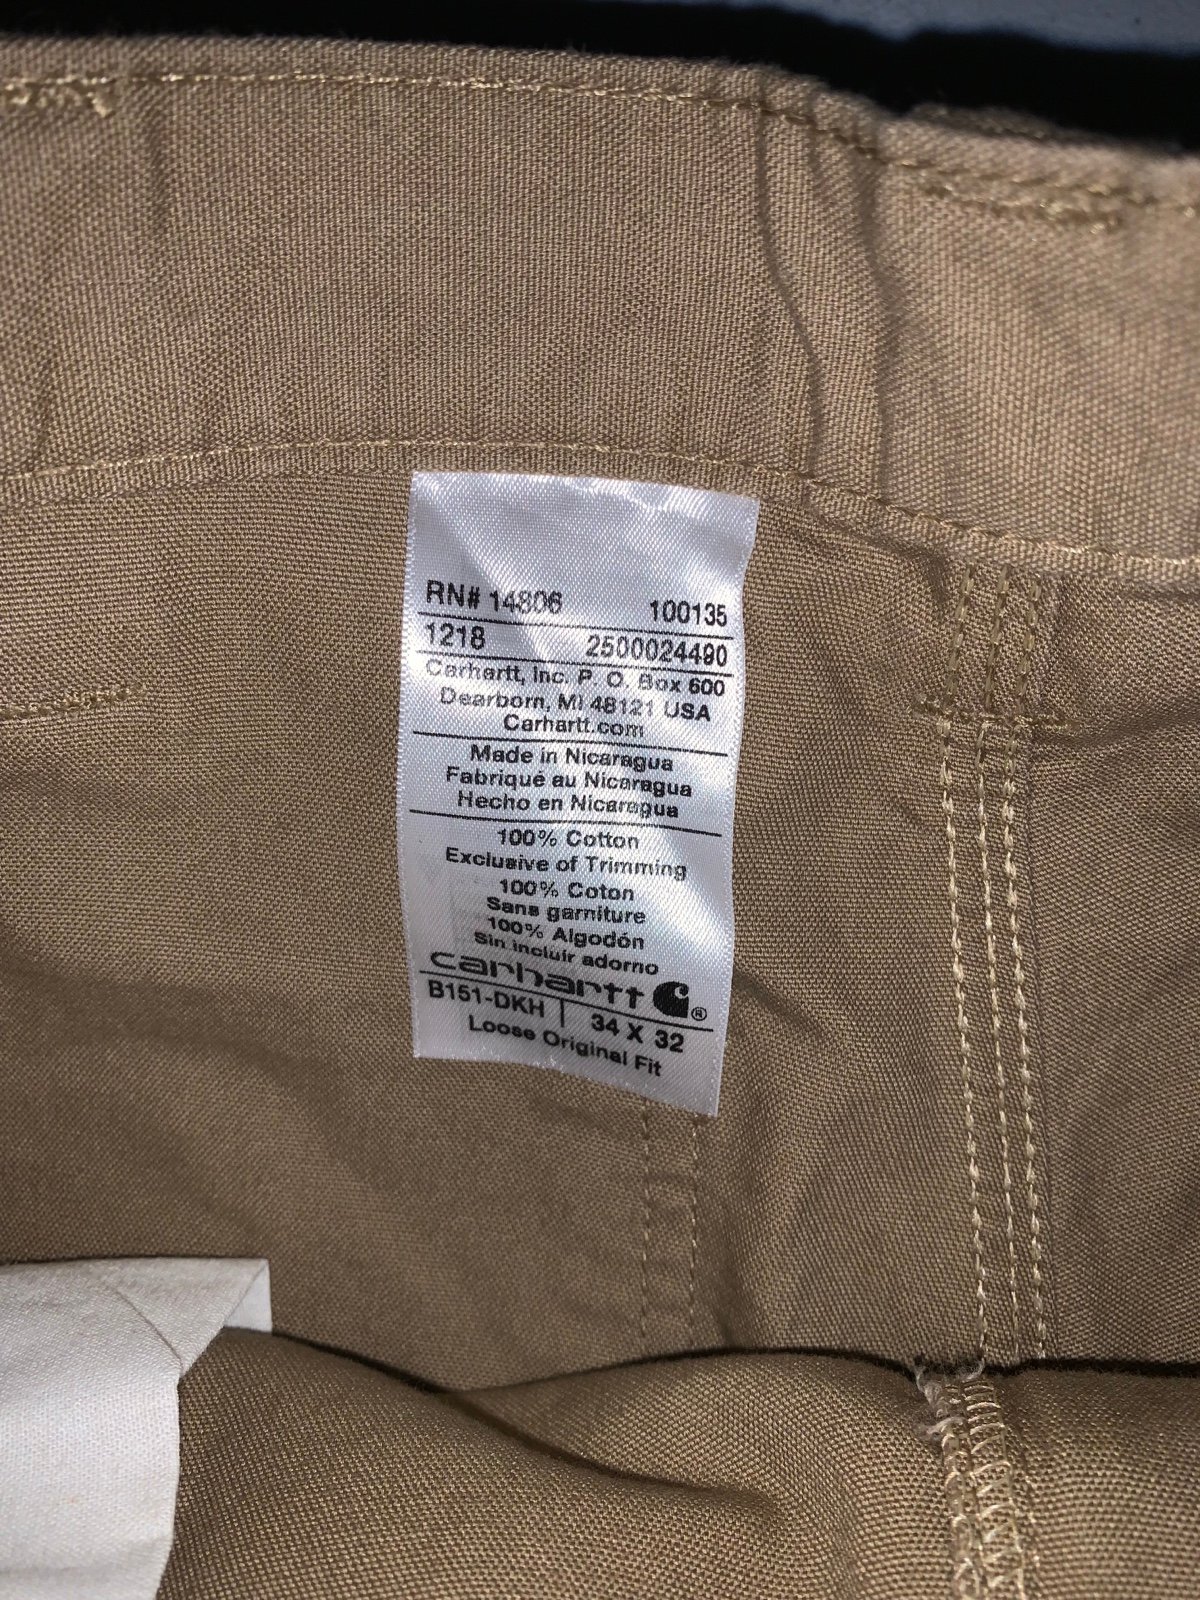 RN# 14806 100135
1218 2500024490
Carhartt, Inc. P. O. Box 600
Dearborn, MI 48121 USA
Carhartt.com
Made in Nicaragua
Fabriqué au Nicaragua
Hecho en Nicaragua
100% Cotton
Exclusive of Trimming
100% Coton
Sans garniture
100% Algodón
Sin incluir adorno
carhartt ®
B151-DKH | 34 X 32
Loose Original Fit